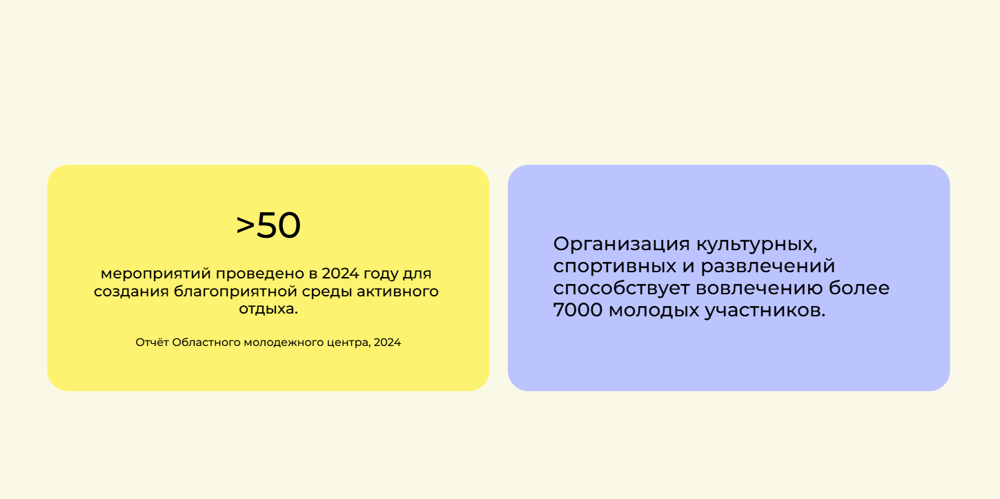 >50
мероприятий проведено в 2024 году для
создания благоприятной среды активного
отдыха.
Отчёт Областного молодежного центра, 2024
Организация культурных,
спортивных и развлечений
способствует вовлечению более
7000 молодых участников.